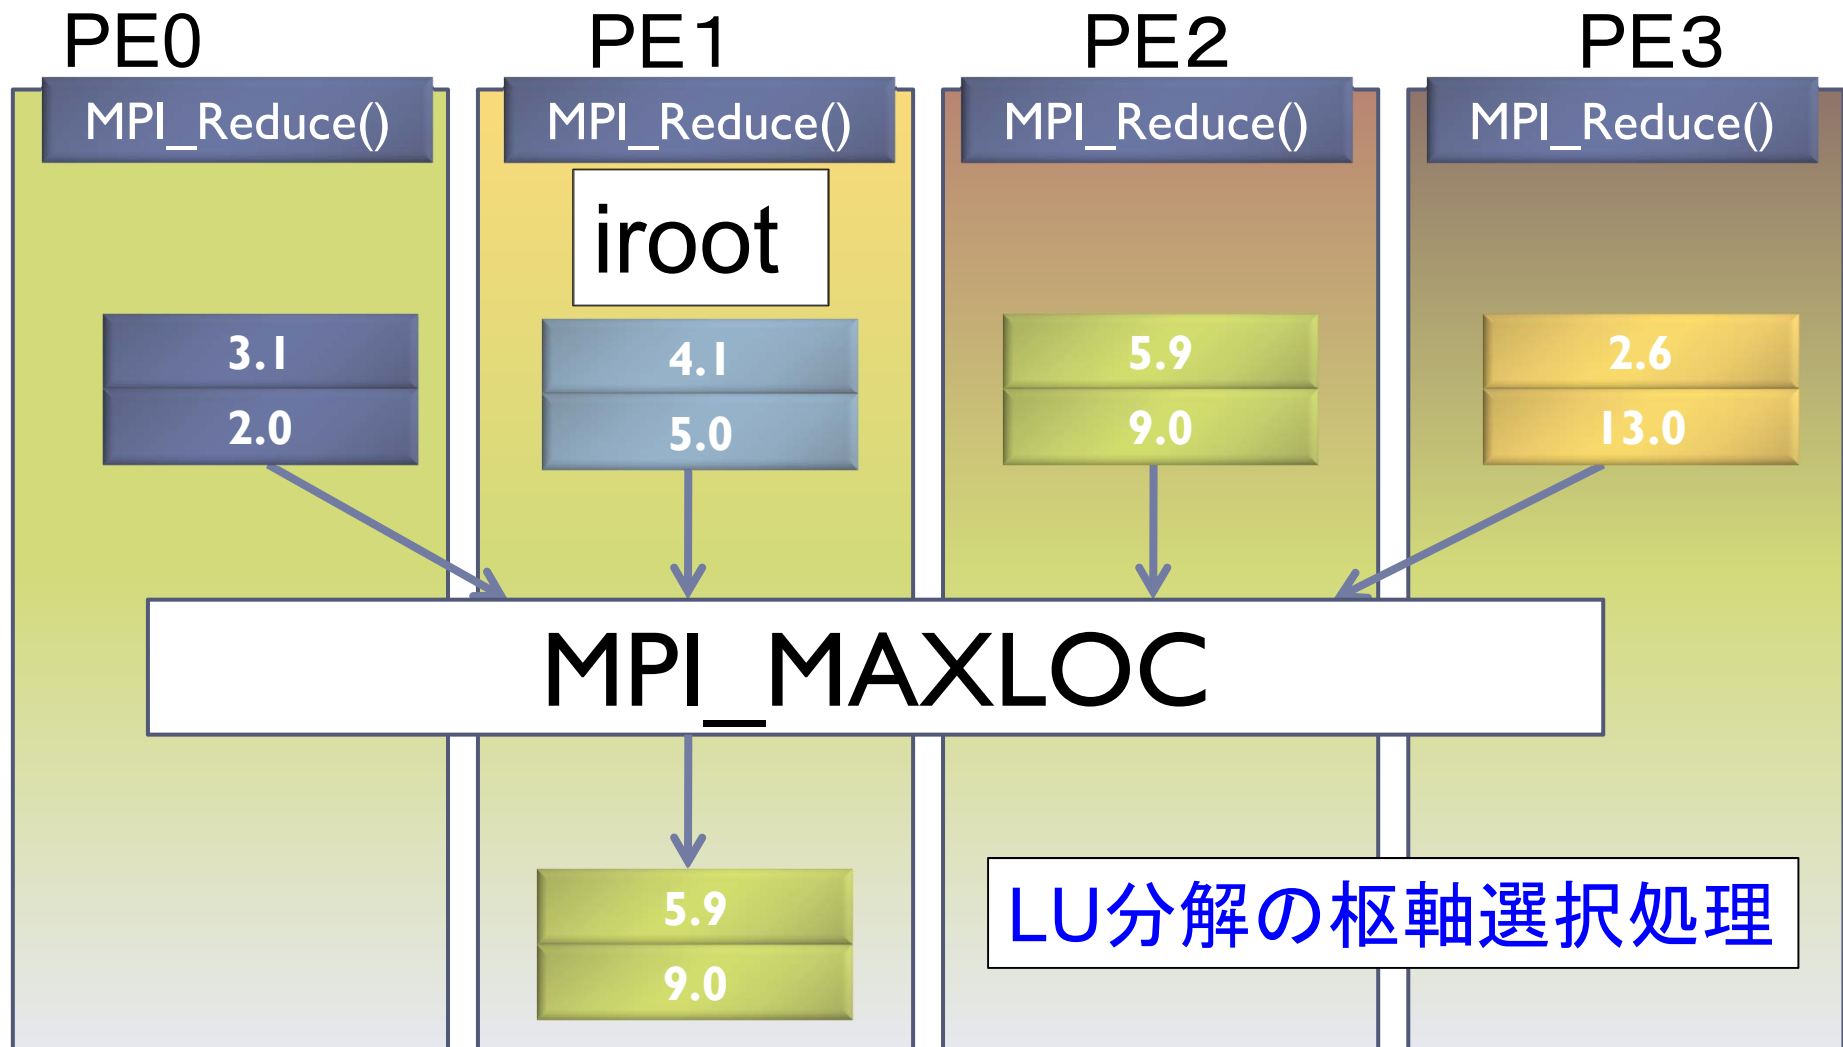 PE0
PE1
PE2
PE3
MPI_Reduce()
MPI_Reduce()
MPI_Reduce()
MPI_Reduce()
iroot
3.1
2.0
4.1
5.0
5.9
9.0
2.6
13.0
MPI_MAXLOC
5.9
9.0
LU分解の枢軸選択処理